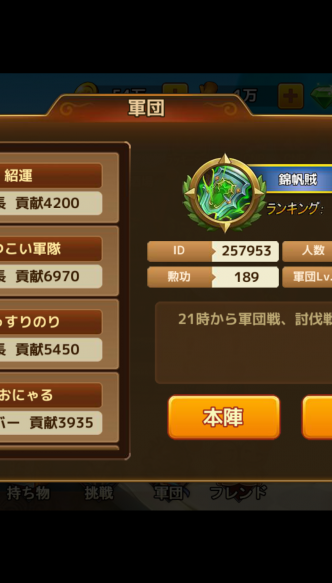 軍団
紹運
長 貢献4200
つこい軍隊
長 貢献6970
っすりのり
長 貢献5450
おにゃる
バー 貢献3935
錦帆賊
ランキング:
ID 257953 人数
勲功 189 軍団Lv.
21時から軍団戦、討伐戦
本陣
持ち物 挑戦 軍団 フレンド